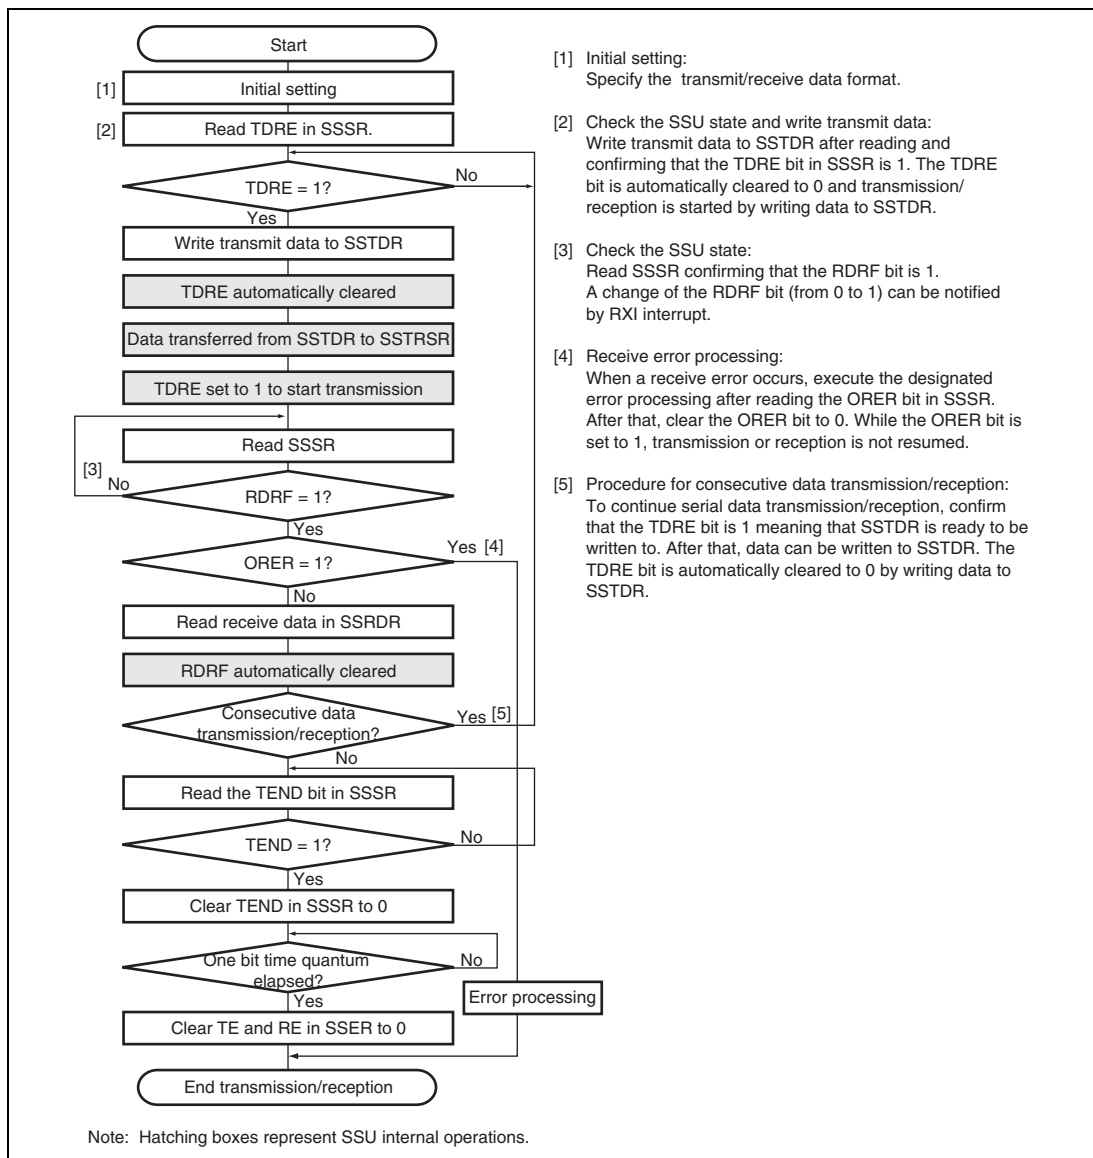 Start
[1] Initial setting
[2] Read TDRE in SSSR.
TDRE = 1?
No
Yes
Write transmit data to SSTDR
TDRE automatically cleared
Data transferred from SSTDR to SSTRSR
TDRE set to 1 to start transmission
Read SSSR
[3]
No
RDRF = 1?
Yes
ORER = 1?
Yes [4]
No
Read receive data in SSRDR
RDRF automatically cleared
Consecutive data
transmission/reception?
Yes [5]
No
Read the TEND bit in SSSR
TEND = 1?
No
Yes
Clear TEND in SSSR to 0
One bit time quantum
elapsed?
No
Yes
Error processing
Clear TE and RE in SSER to 0
End transmission/reception
[1] Initial setting:
Specify the transmit/receive data format.
[2] Check the SSU state and write transmit data:
Write transmit data to SSTDR after reading and
confirming that the TDRE bit in SSSR is 1. The TDRE
bit is automatically cleared to 0 and transmission/
reception is started by writing data to SSTDR.
[3] Check the SSU state:
Read SSSR confirming that the RDRF bit is 1.
A change of the RDRF bit (from 0 to 1) can be notified
by RXI interrupt.
[4] Receive error processing:
When a receive error occurs, execute the designated
error processing after reading the ORER bit in SSSR.
After that, clear the ORER bit to 0. While the ORER bit is
set to 1, transmission or reception is not resumed.
[5] Procedure for consecutive data transmission/reception:
To continue serial data transmission/reception, confirm
that the TDRE bit is 1 meaning that SSTDR is ready to be
written to. After that, data can be written to SSTDR. The
TDRE bit is automatically cleared to 0 by writing data to
SSTDR.
Note: Hatching boxes represent SSU internal operations.